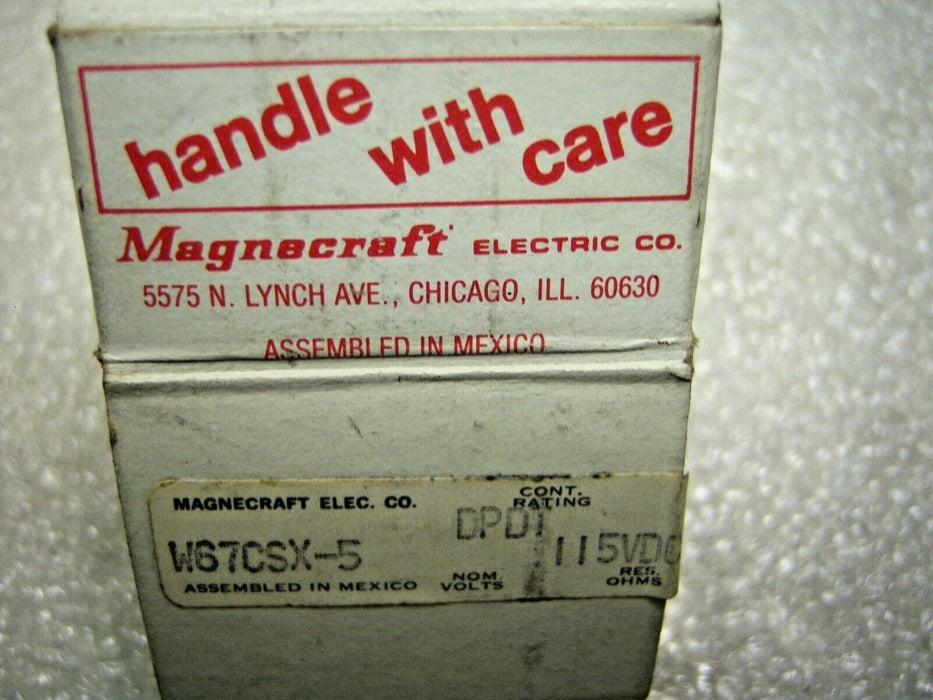 handle with care
Magnecraft ELECTRIC CO.
5575 N. LYNCH AVE., CHICAGO, ILL. 60630
ASSEMBLED IN MEXICO
MAGNECRAFT ELEC. CO.
CONT.
RATING
DPDT
W67CSX-5
115VDC
ASSEMBLED IN MEXICO
NOM.
VOLTS
RES.
OHMS